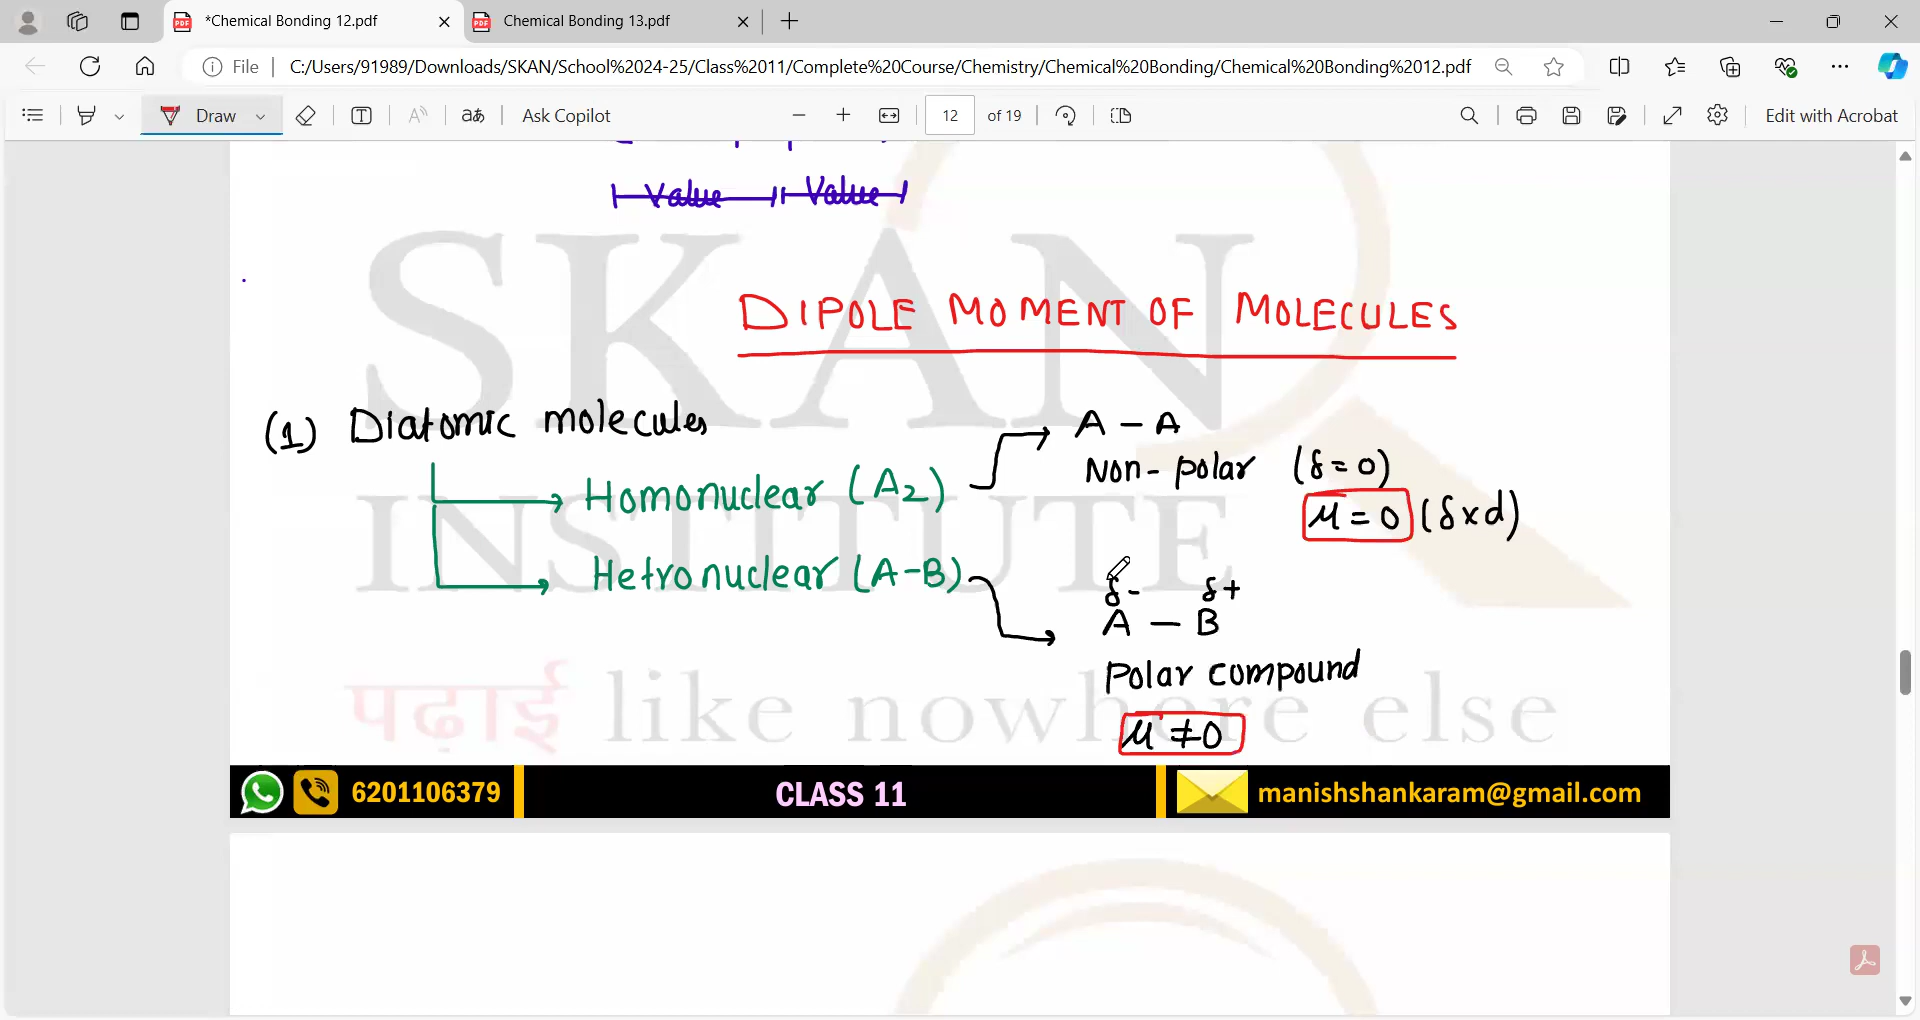 *Chemical Bonding 12.pdf
Chemical Bonding 13.pdf
File
C:/Users/91989/Downloads/SKAN/School%2024-25/Class%2011/Complete%20Course/Chemistry/Chemical%20Bonding/Chemical%20Bonding%2012.pdf
Draw
aあ
Ask Copilot
12 of 19
Edit with Acrobat
Value Value
SKAN
INSTITUTE
पढ़ाई like nowhere else
DIPOLE MOMENT OF MOLECULES
(1) Diatomic molecules
A - A
Homonuclear (A2)
Non-polar (δ=0)
μ=0 (δxd)
Hetronuclear (A-B)
δ- δ+
A - B
Polar compound
μ≠0
6201106379
CLASS 11
manishshankaram@gmail.com